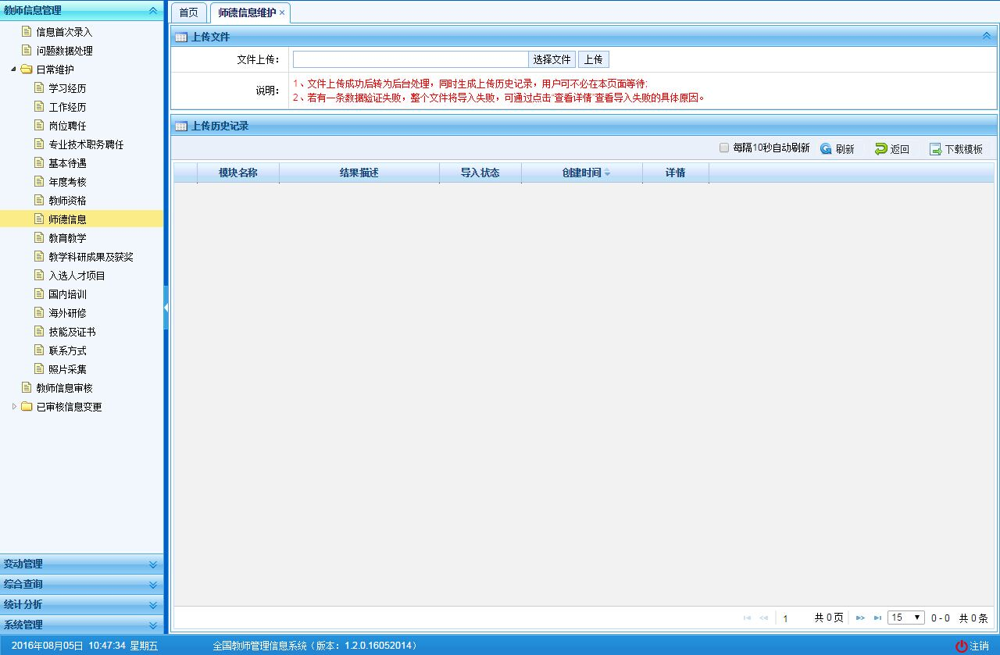 教师信息管理
信息首次录入
问题数据处理
日常维护
学习经历
工作经历
岗位聘任
专业技术职务聘任
基本待遇
年度考核
教师资格
师德信息
教育教学
教学科研成果及获奖
入选人才项目
国内培训
海外研修
技能及证书
联系方式
照片采集
教师信息审核
已审核信息变更
变动管理
综合查询
统计分析
系统管理
首页 师德信息维护 ×
上传文件
文件上传： 选择文件 上传
说明：
1、文件上传成功后转为后台处理，同时生成上传历史记录，用户可不必在本页面等待;
2、若有一条数据验证失败，整个文件将导入失败，可通过点击“查看详情”查看导入失败的具体原因。
上传历史记录
每隔10秒自动刷新 刷新 返回 下载模板
模块名称 结果描述 导入状态 创建时间 详情
1 共 0 页 15 0 - 0 共 0 条
2016年08月05日 10:47:34 星期五 全国教师管理信息系统（版本：1.2.0.16052014） 注销